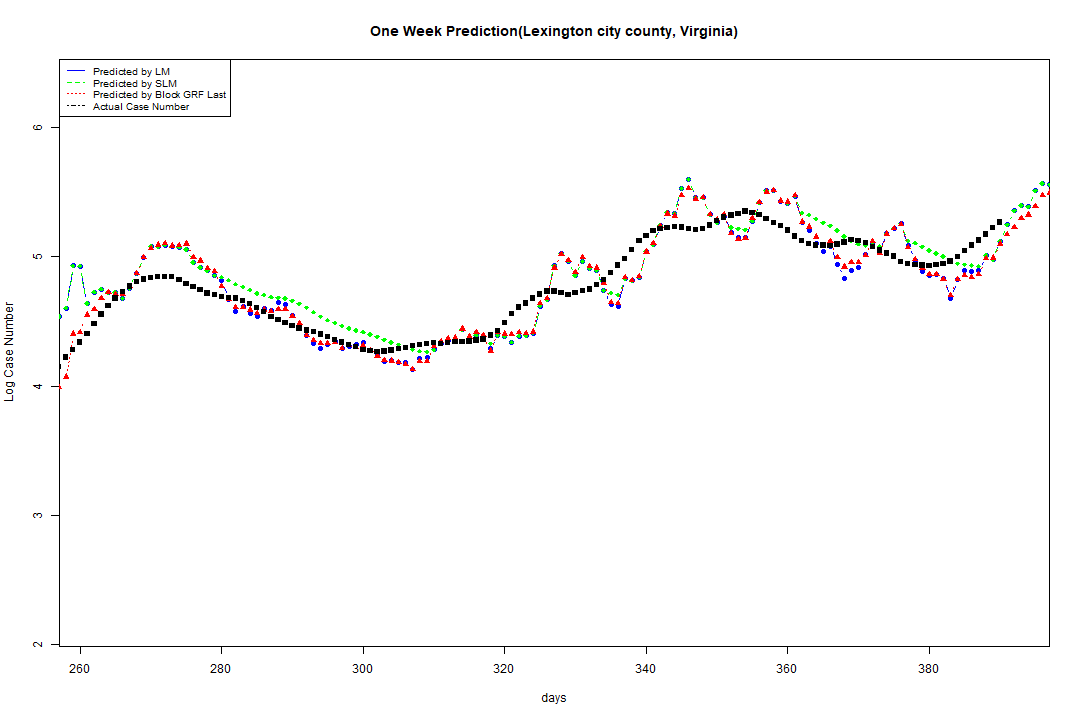 One Week Prediction(Lexington city county, Virginia)
Predicted by LM
Predicted by SLM
Predicted by Block GRF Last
Actual Case Number
6
5
4
3
2
Log Case Number
260 280 300 320 340 360 380
days